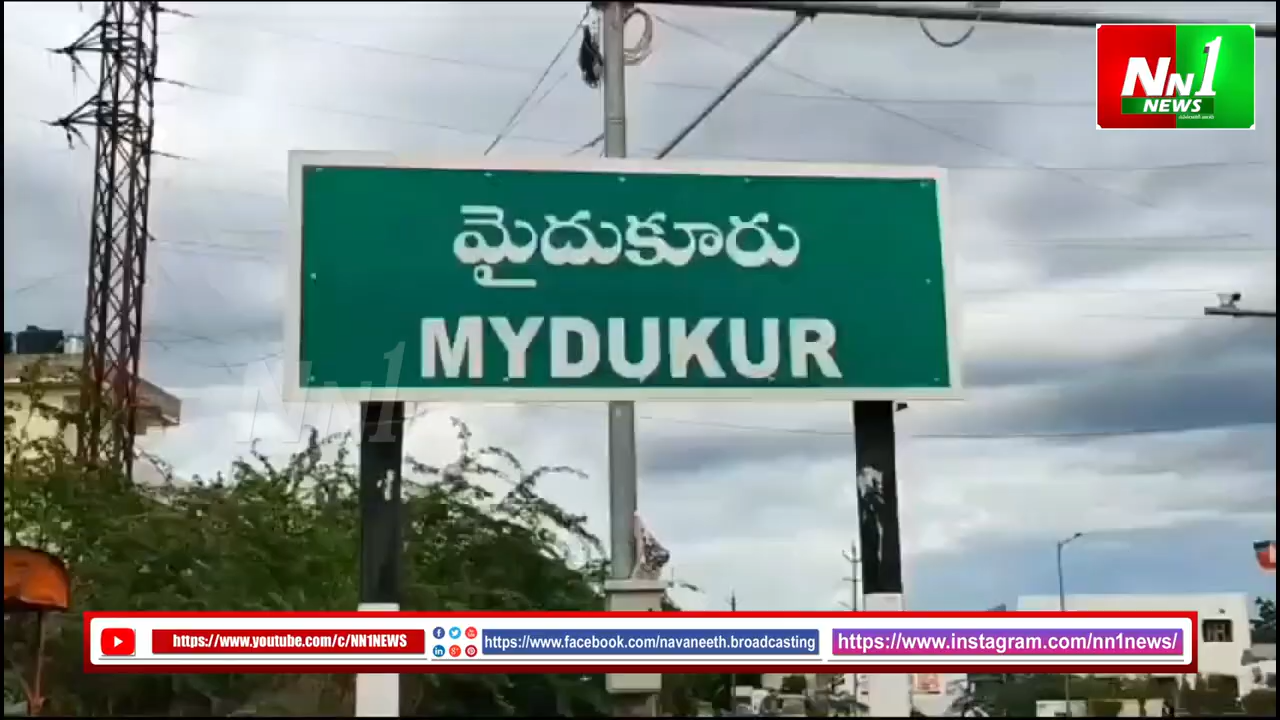 NN1
NEWS
మైదుకూరు
MYDUKUR
NN1
https://www.youtube.com/c/NN1NEWS
https://www.facebook.com/navaneeth.broadcasting
https://www.instagram.com/nn1news/